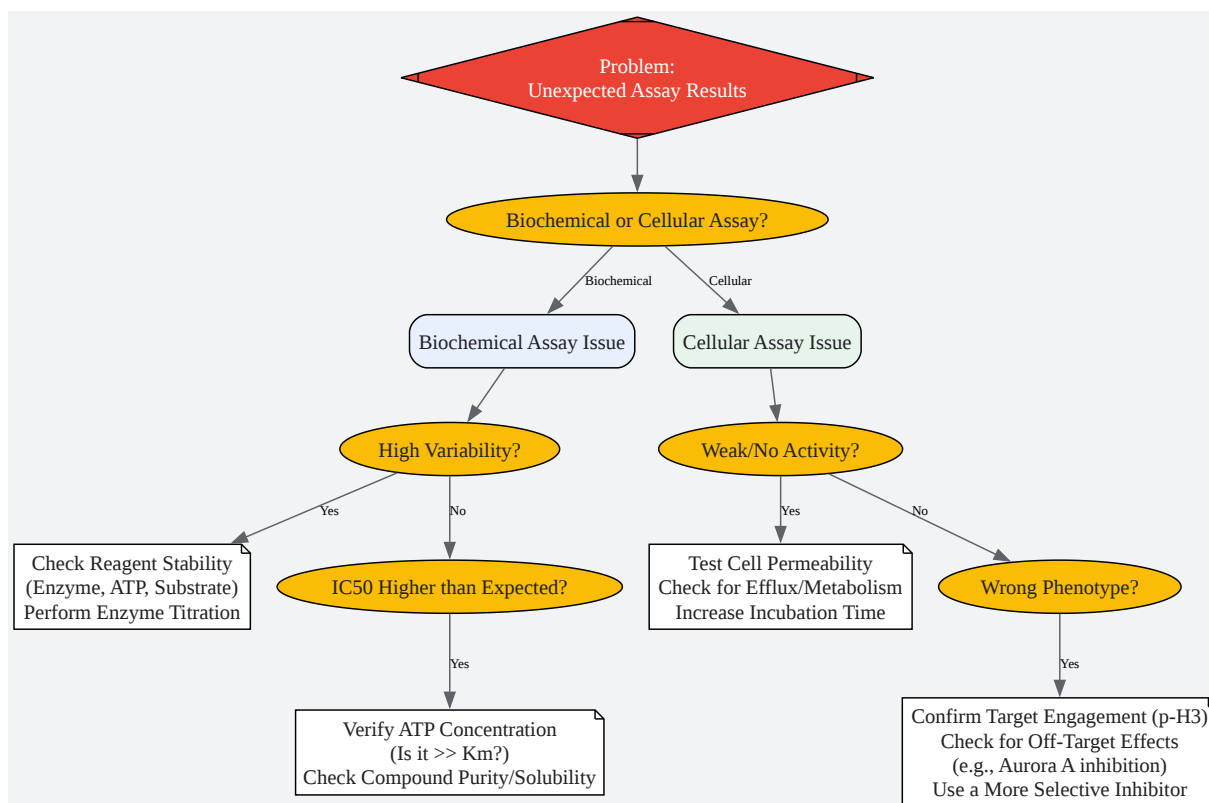 Problem:
Unexpected Assay Results
Biochemical or Cellular Assay?
Biochemical
Cellular
Biochemical Assay Issue
Cellular Assay Issue
High Variability?
Weak/No Activity?
Yes
No
Yes
No
Check Reagent Stability
(Enzyme, ATP, Substrate)
Perform Enzyme Titration
IC50 Higher than Expected?
Test Cell Permeability
Check for Efflux/Metabolism
Increase Incubation Time
Wrong Phenotype?
Yes
Yes
Verify ATP Concentration
(Is it >> Km?)
Check Compound Purity/Solubility
Confirm Target Engagement (p-H3)
Check for Off-Target Effects
(e.g., Aurora A inhibition)
Use a More Selective Inhibitor